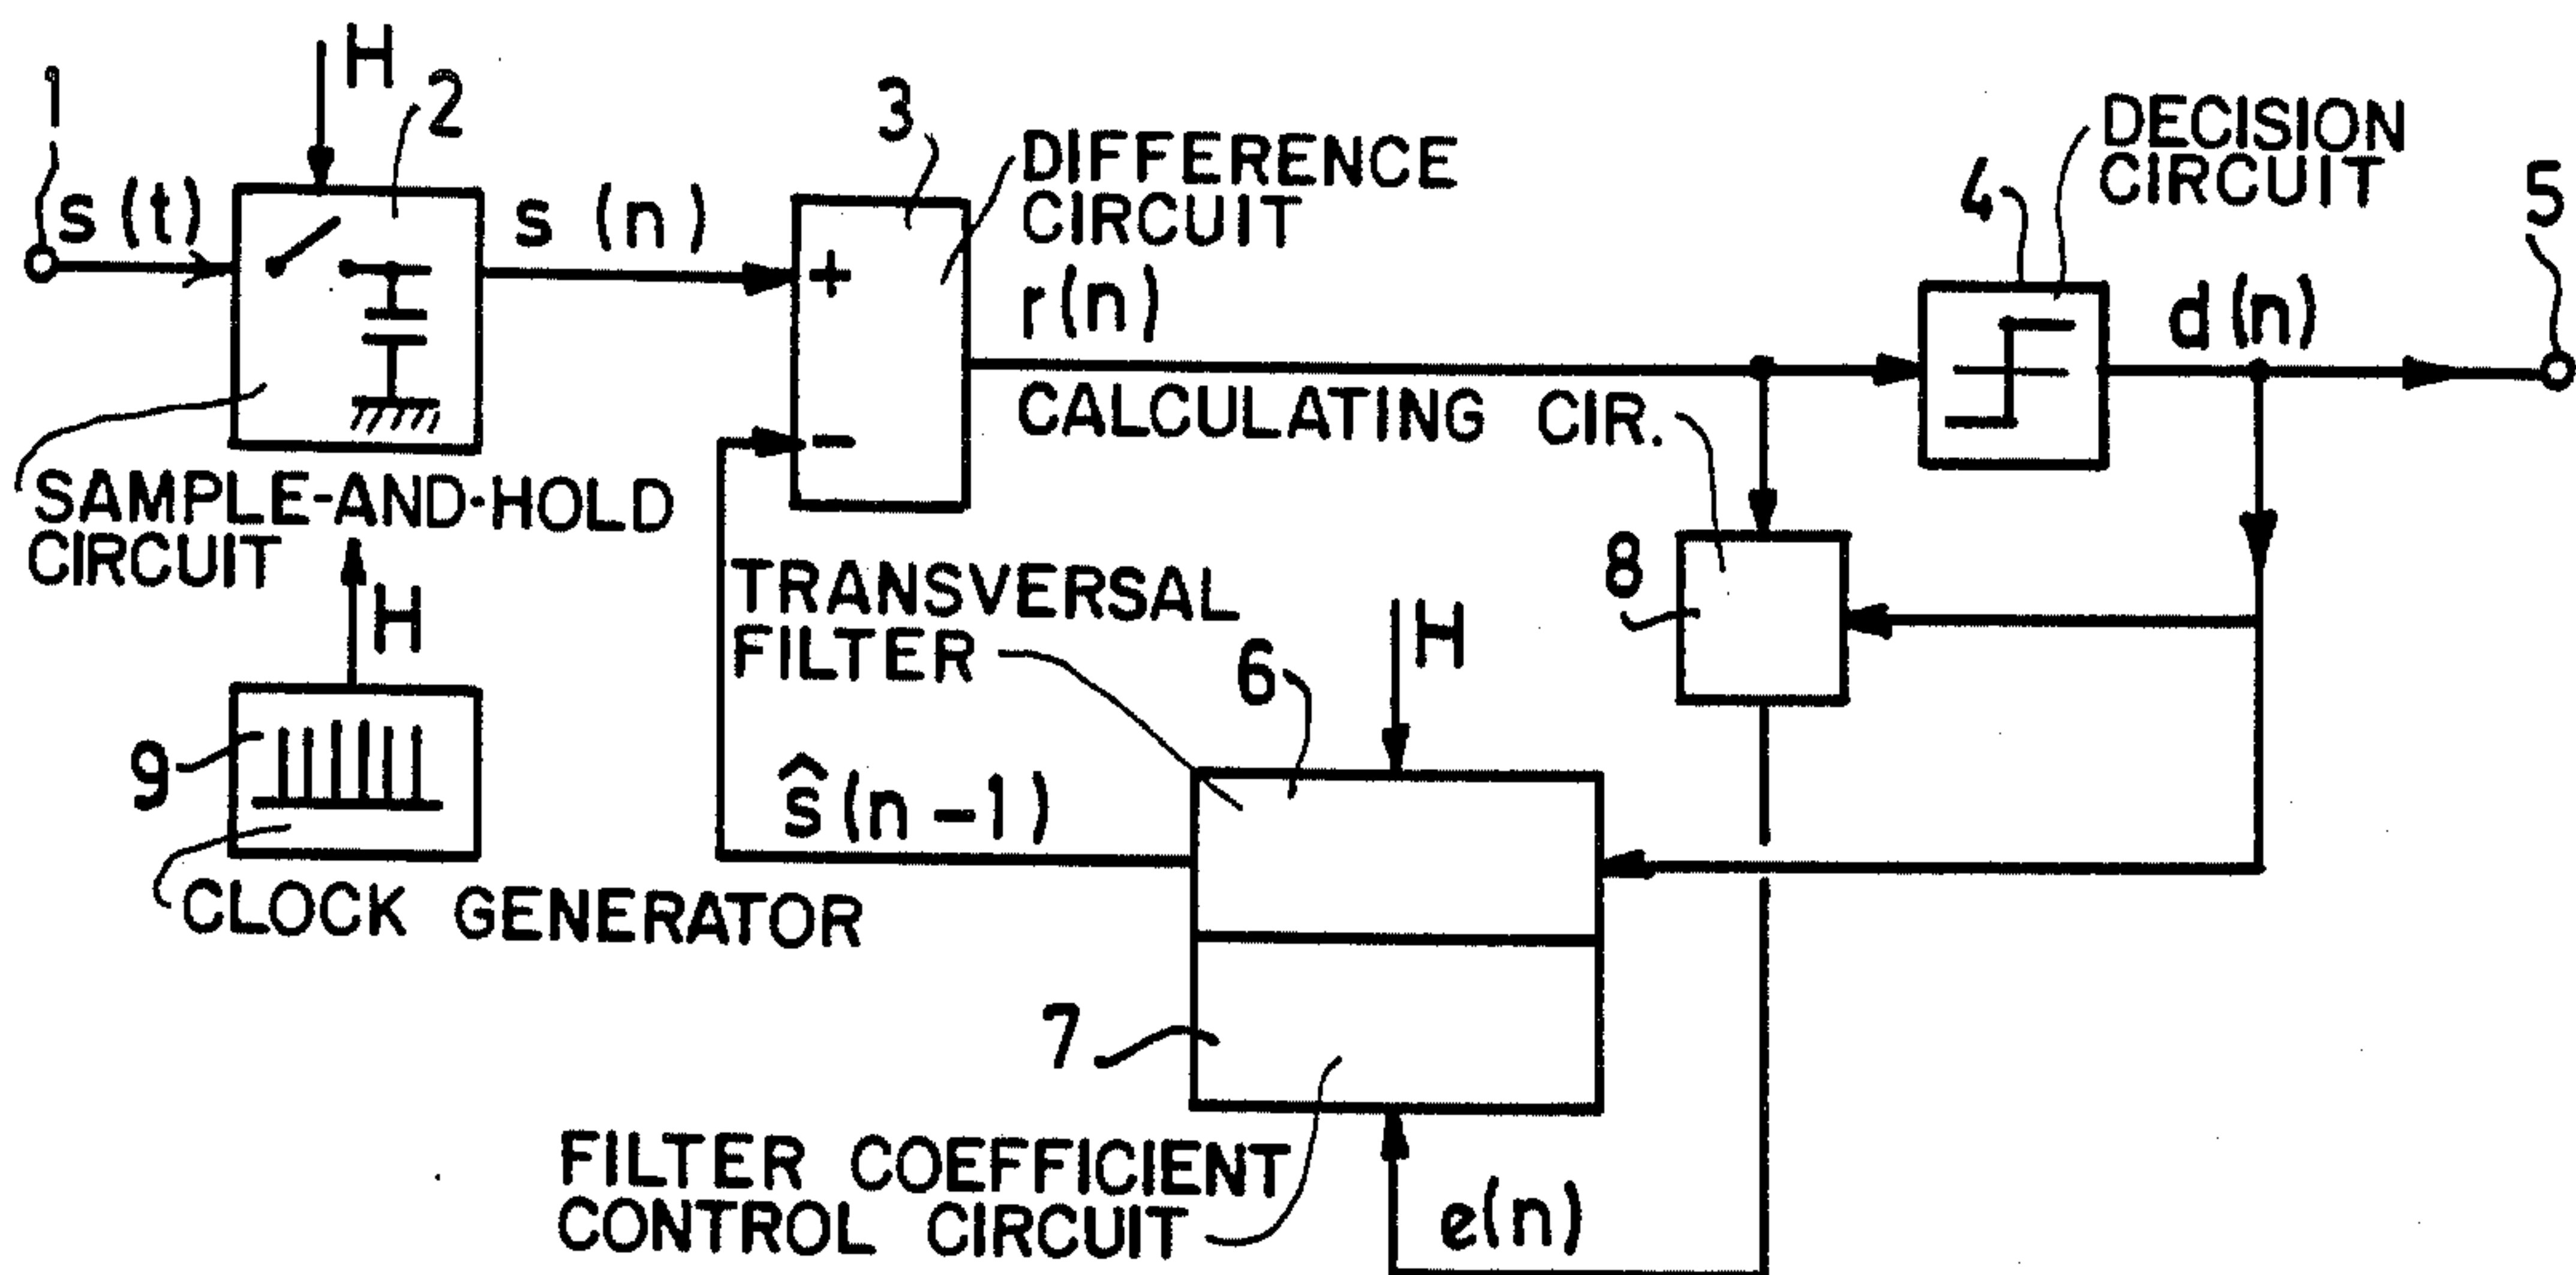 1
H
2
s(t)
s (n)
3
DIFFERENCE
CIRCUIT
+
-
r(n)
4
DECISION
CIRCUIT
d(n)
5
SAMPLE-AND-HOLD
CIRCUIT
CALCULATING CIR.
8
H
9
CLOCK GENERATOR
TRANSVERSAL
FILTER
6
H
ŝ(n-1)
7
FILTER COEFFICIENT
CONTROL CIRCUIT
e(n)